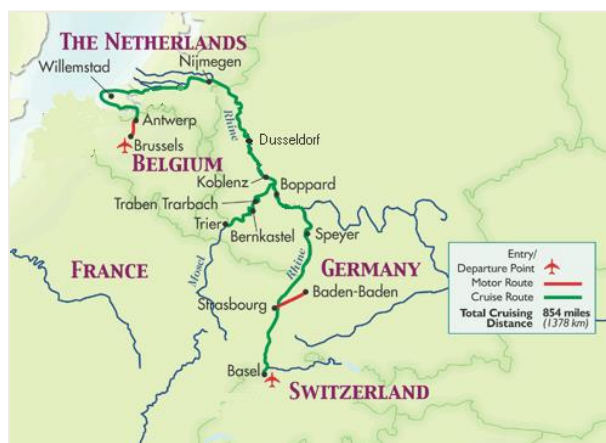 THE NETHERLANDS
Willemstad
Nijmegen
Rhine
Antwerp
Dusseldorf
Brussels
BELGIUM
Koblenz
Boppard
Traben Trarbach
Trier
Bernkastel
Speyer
Mosel
FRANCE
Rhine
GERMANY
Baden-Baden
Strasbourg
Basel
SWITZERLAND
Entry/
Departure Point
Motor Route
Cruise Route
Total Cruising 854 miles
Distance (1378 km)